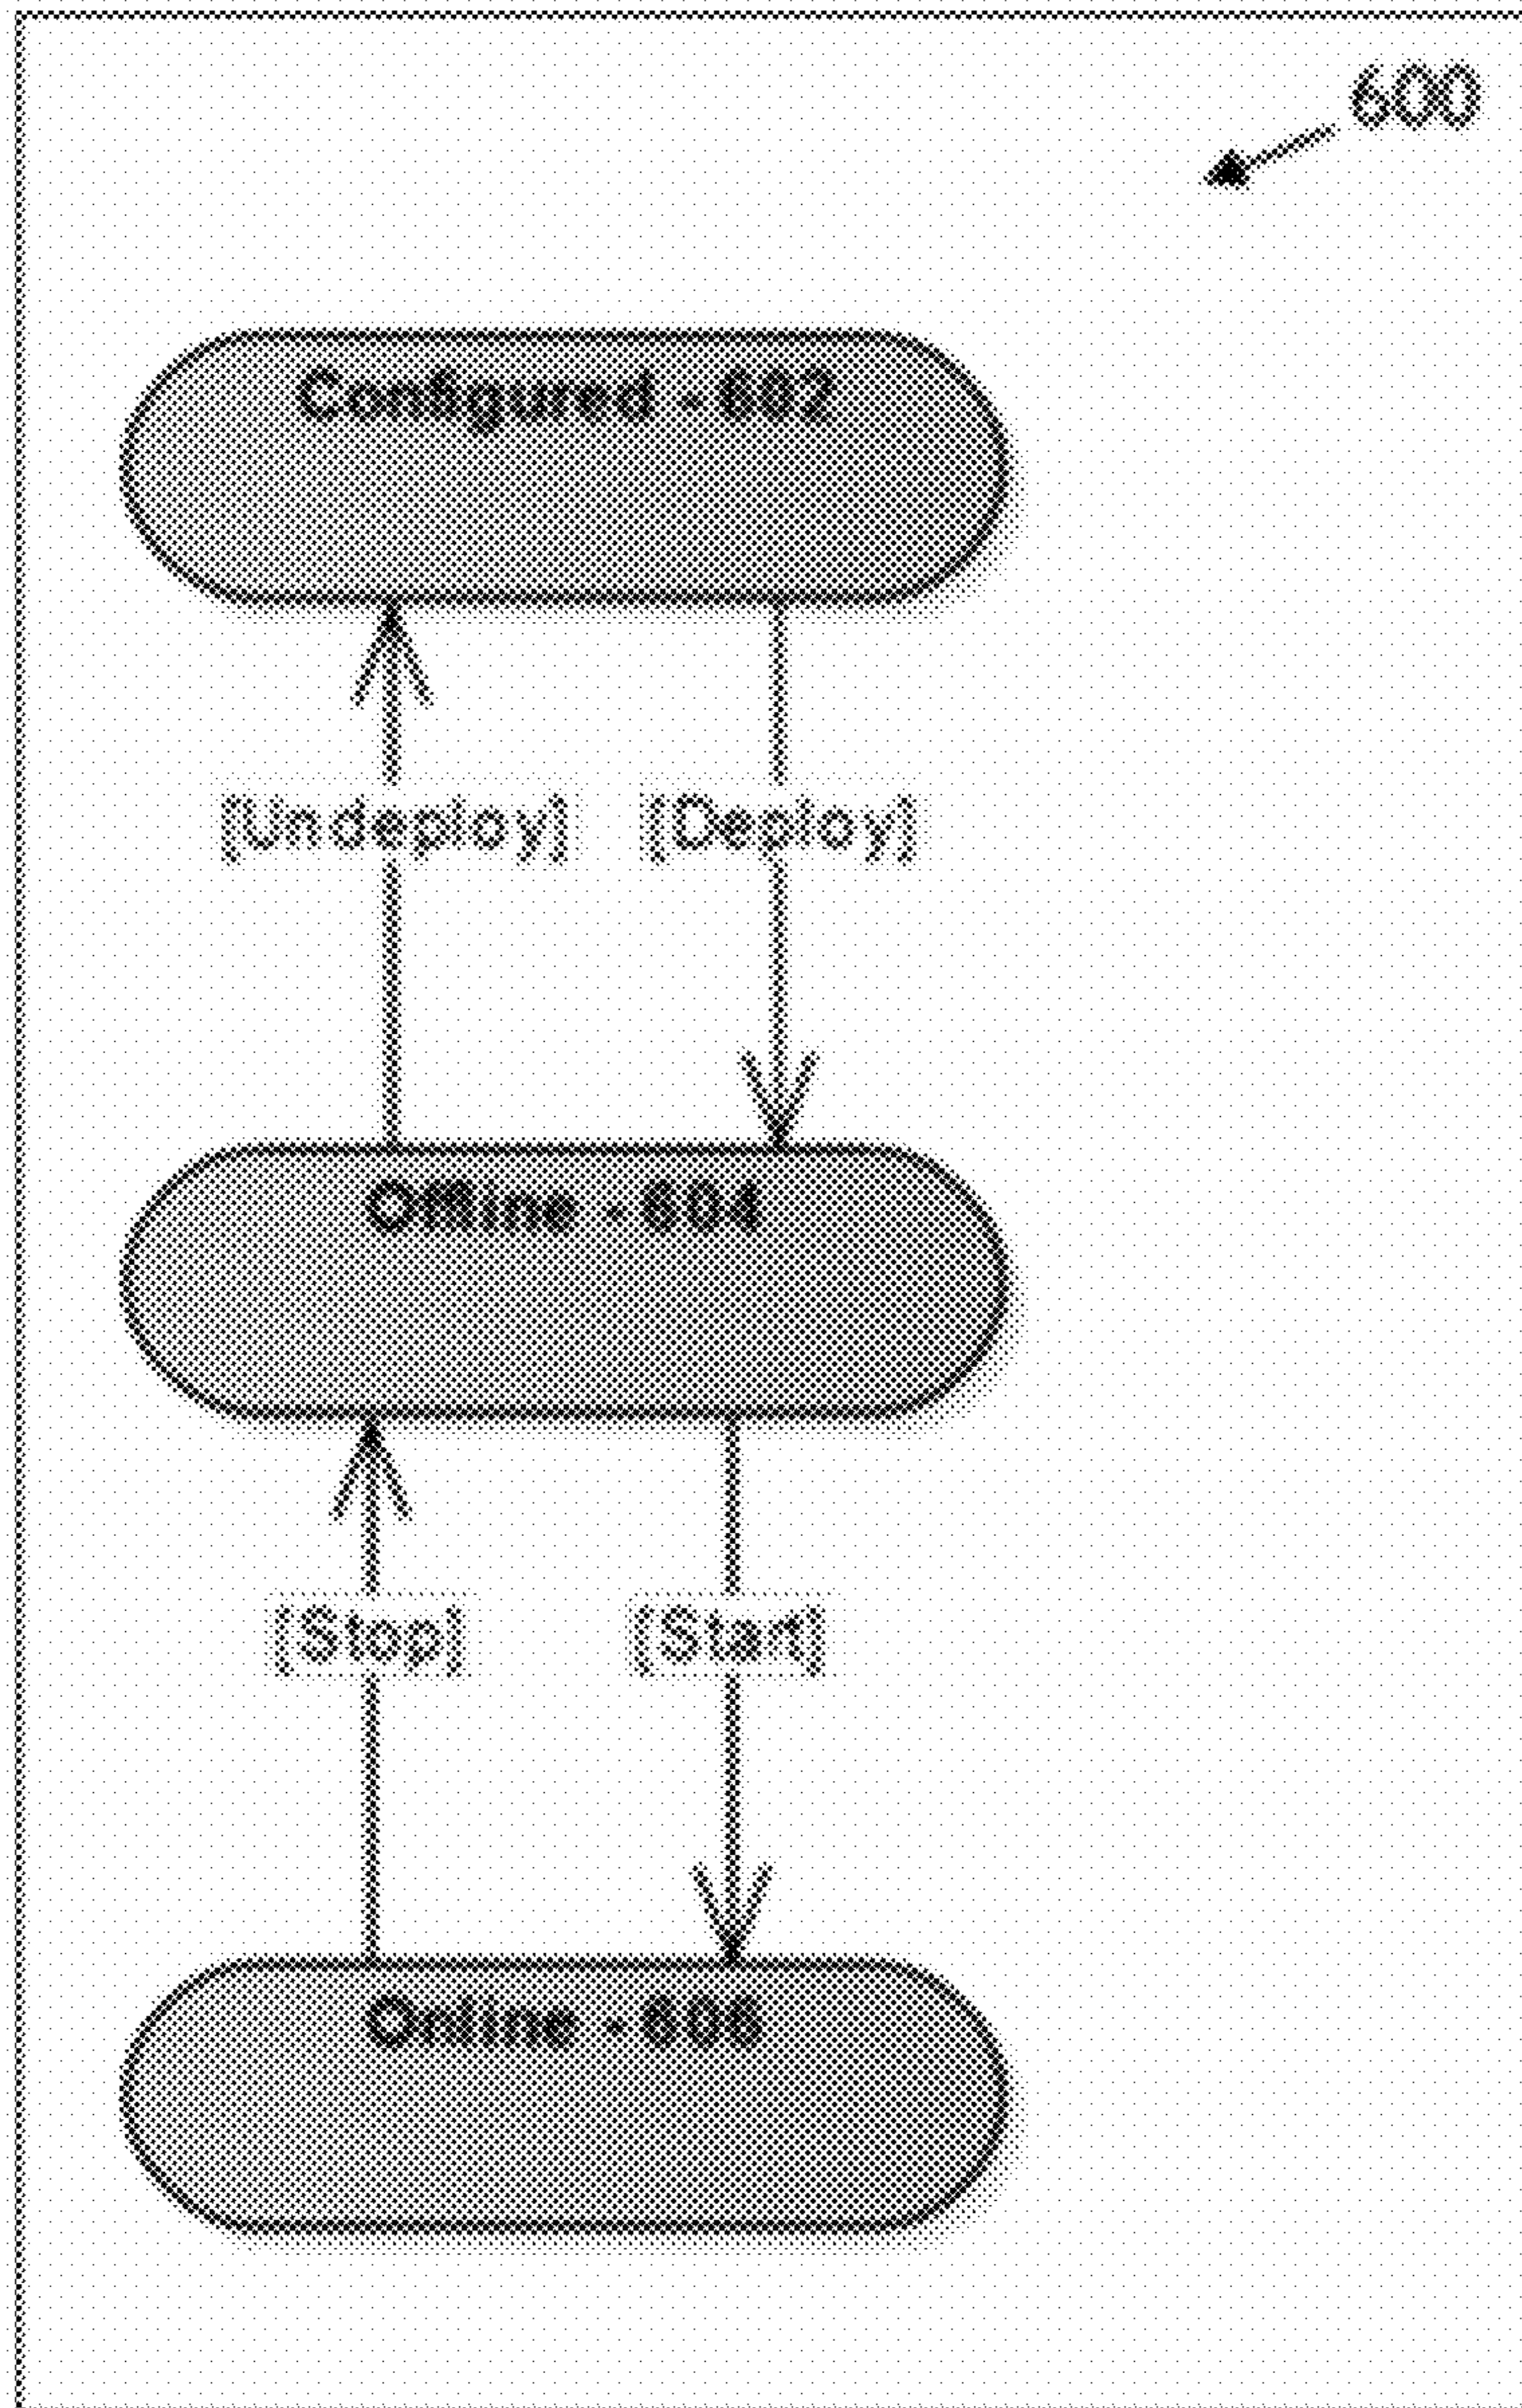 600
Configured - 602
[Undeploy] [Deploy]
Offline - 604
[Stop] [Start]
Online - 606